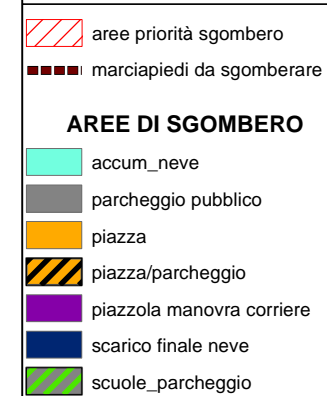 aree priorità sgombero
marciapiedi da sgomberare
AREE DI SGOMBERO
accum_neve
parcheggio pubblico
piazza
piazza/parcheggio
piazzola manovra corriere
scarico finale neve
scuole_parcheggio